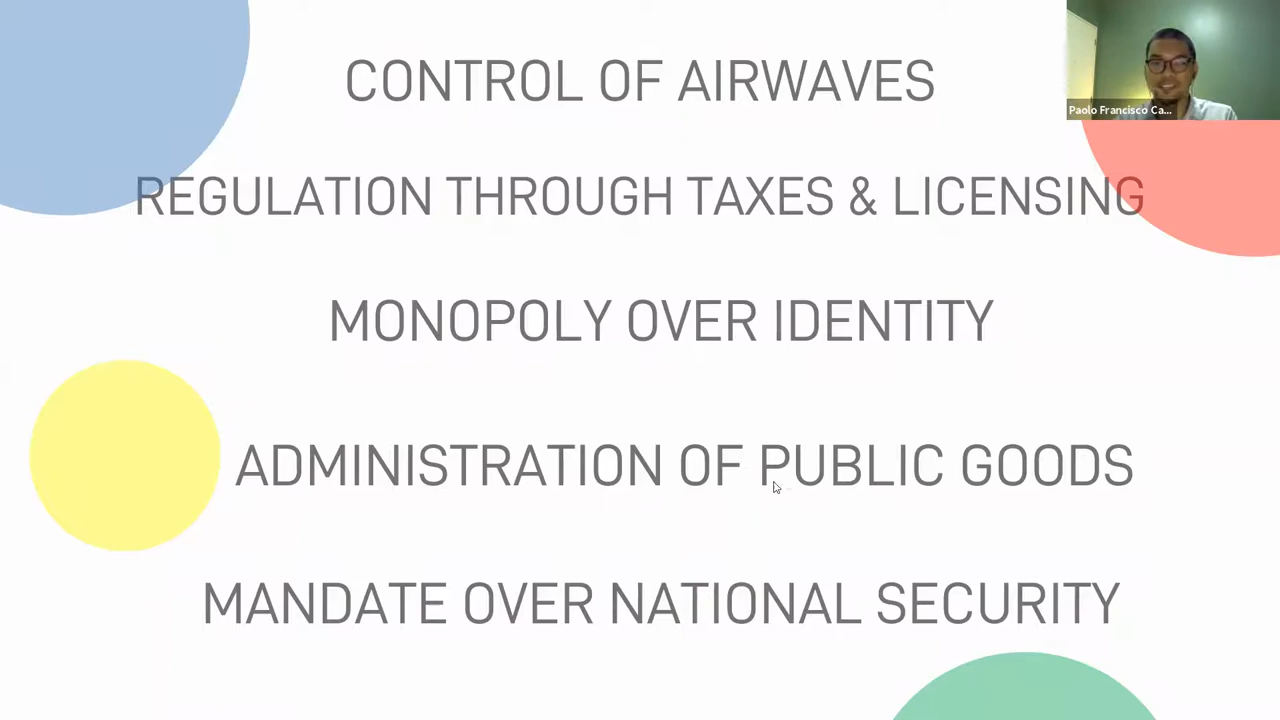 CONTROL OF AIRWAVES
Paolo Francisco Ca...
REGULATION THROUGH TAXES & LICENSING
MONOPOLY OVER IDENTITY
ADMINISTRATION OF PUBLIC GOODS
MANDATE OVER NATIONAL SECURITY